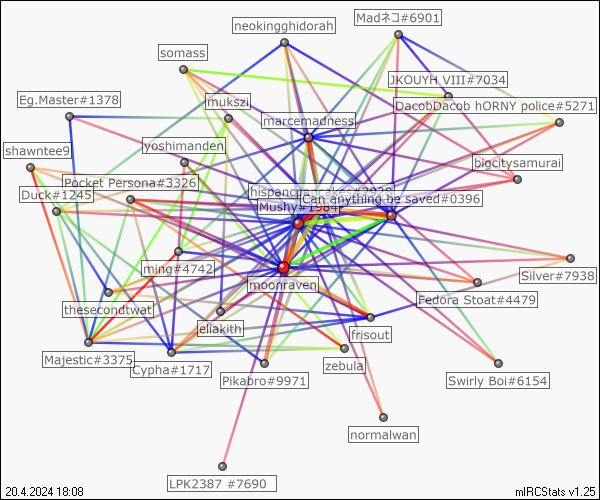 Madネコ#6901
neokingghidorah
somass
JKOUYH VIII#7034
Eg.Master#1378
mukszi
DacobDacob hORNY police#5271
marcemadness
yoshimanden
shawntee9
bigcitysamurai
Pocket Persona#3326
Duck#1245
Can anything be saved#0396
Mushy#1984
ming#4742
Silver#7938
moonraven
Fedora Stoat#4479
thesecondtwat
eliakith
frisout
Majestic#3375
Cypha#1717
zebula
Pikabro#9971
Swirly Boi#6154
normalwan
LPK2387 #7690
20.4.2024 18:08
mIRCStats v1.25